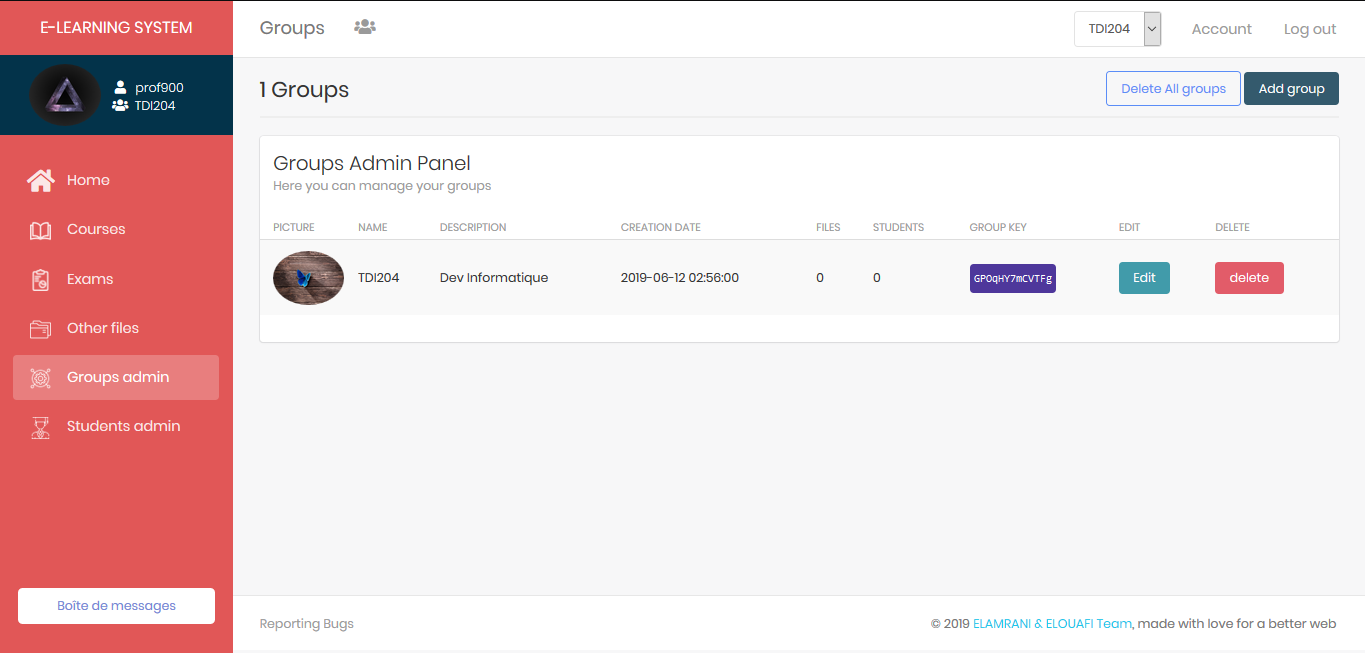 E-LEARNING SYSTEM
Groups
TDI204
Account
Log out
prof900
TDI204
1 Groups
Delete All groups
Add group
Home
Courses
Exams
Other files
Groups admin
Students admin
Boîte de messages
Groups Admin Panel
Here you can manage your groups
PICTURE NAME DESCRIPTION CREATION DATE FILES STUDENTS GROUP KEY EDIT DELETE
TDI204 Dev Informatique 2019-06-12 02:56:00 0 0 GPOqHY7mCVTFg Edit delete
Reporting Bugs
© 2019 ELAMRANI & ELOUAFI Team, made with love for a better web